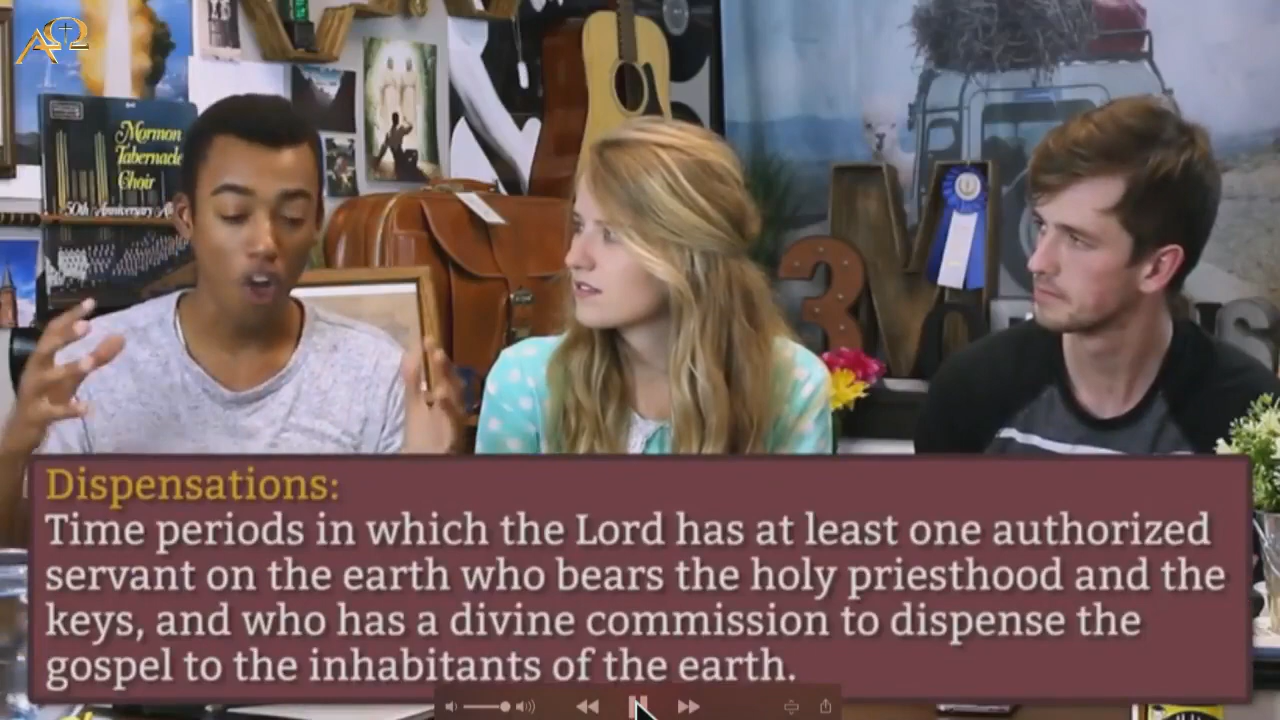 ΑΩ
Mormon
Tabernacle
Choir
50th Anniversary
3
V
Dispensations:
Time periods in which the Lord has at least one authorized
servant on the earth who bears the holy priesthood and the
keys, and who has a divine commission to dispense the
gospel to the inhabitants of the earth.